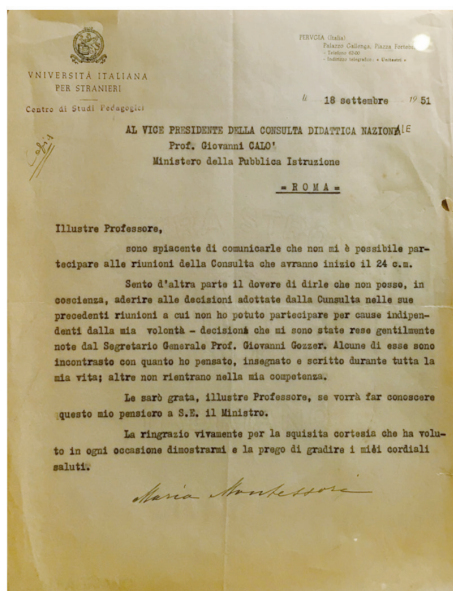 VNIVERSITÀ ITALIANA
PER STRANIERI
Centro di Studi Pedagogici
PERVGIA (Italia)
Palazzo Gallenga, Piazza Fortebraccio
Telefono
Indirizzo telegrafico:
Copia
li 18 settembre 1951
AL VICE PRESIDENTE DELLA CONSULTA DIDATTICA NAZIONALE
Prof. Giovanni CALO'
Ministero della Pubblica Istruzione
= R O M A =
Illustre Professore,
sono spiacente di comunicarle che non mi è possibile par-
tecipare alle riunioni della Consulta che avranno inizio il 24 c.m.
Sento d'altra parte il dovere di dirle che non posso, in
coscienza, aderire alle decisioni adottate dalla Cunsulta nelle sue
precedenti riunioni a cui non ho potuto partecipare per cause indipen-
denti dalla mia volontà - decisioni che mi sono state rese gentilmente
note dal Segretario Generale Prof. Giovanni Gozzer. Alcune di esse sono
incontrasto con quanto ho pensato, insegnato e scritto durante tutta la
mia vita; altre non rientrano nella mia competenza.
Le sarò grata, illustre Professore, se vorrà far conoscere
questo mio pensiero a S.E. il Ministro.
La ringrazio vivamente per la squisita cortesia che ha volu-
to in ogni occasione dimostrarmi e la prego di gradire i miei cordiali
saluti.
Maria Montessori